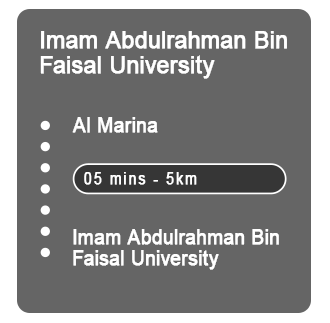 Imam Abdulrahman Bin
Faisal University
Al Marina
05 mins - 5km
Imam Abdulrahman Bin
Faisal University